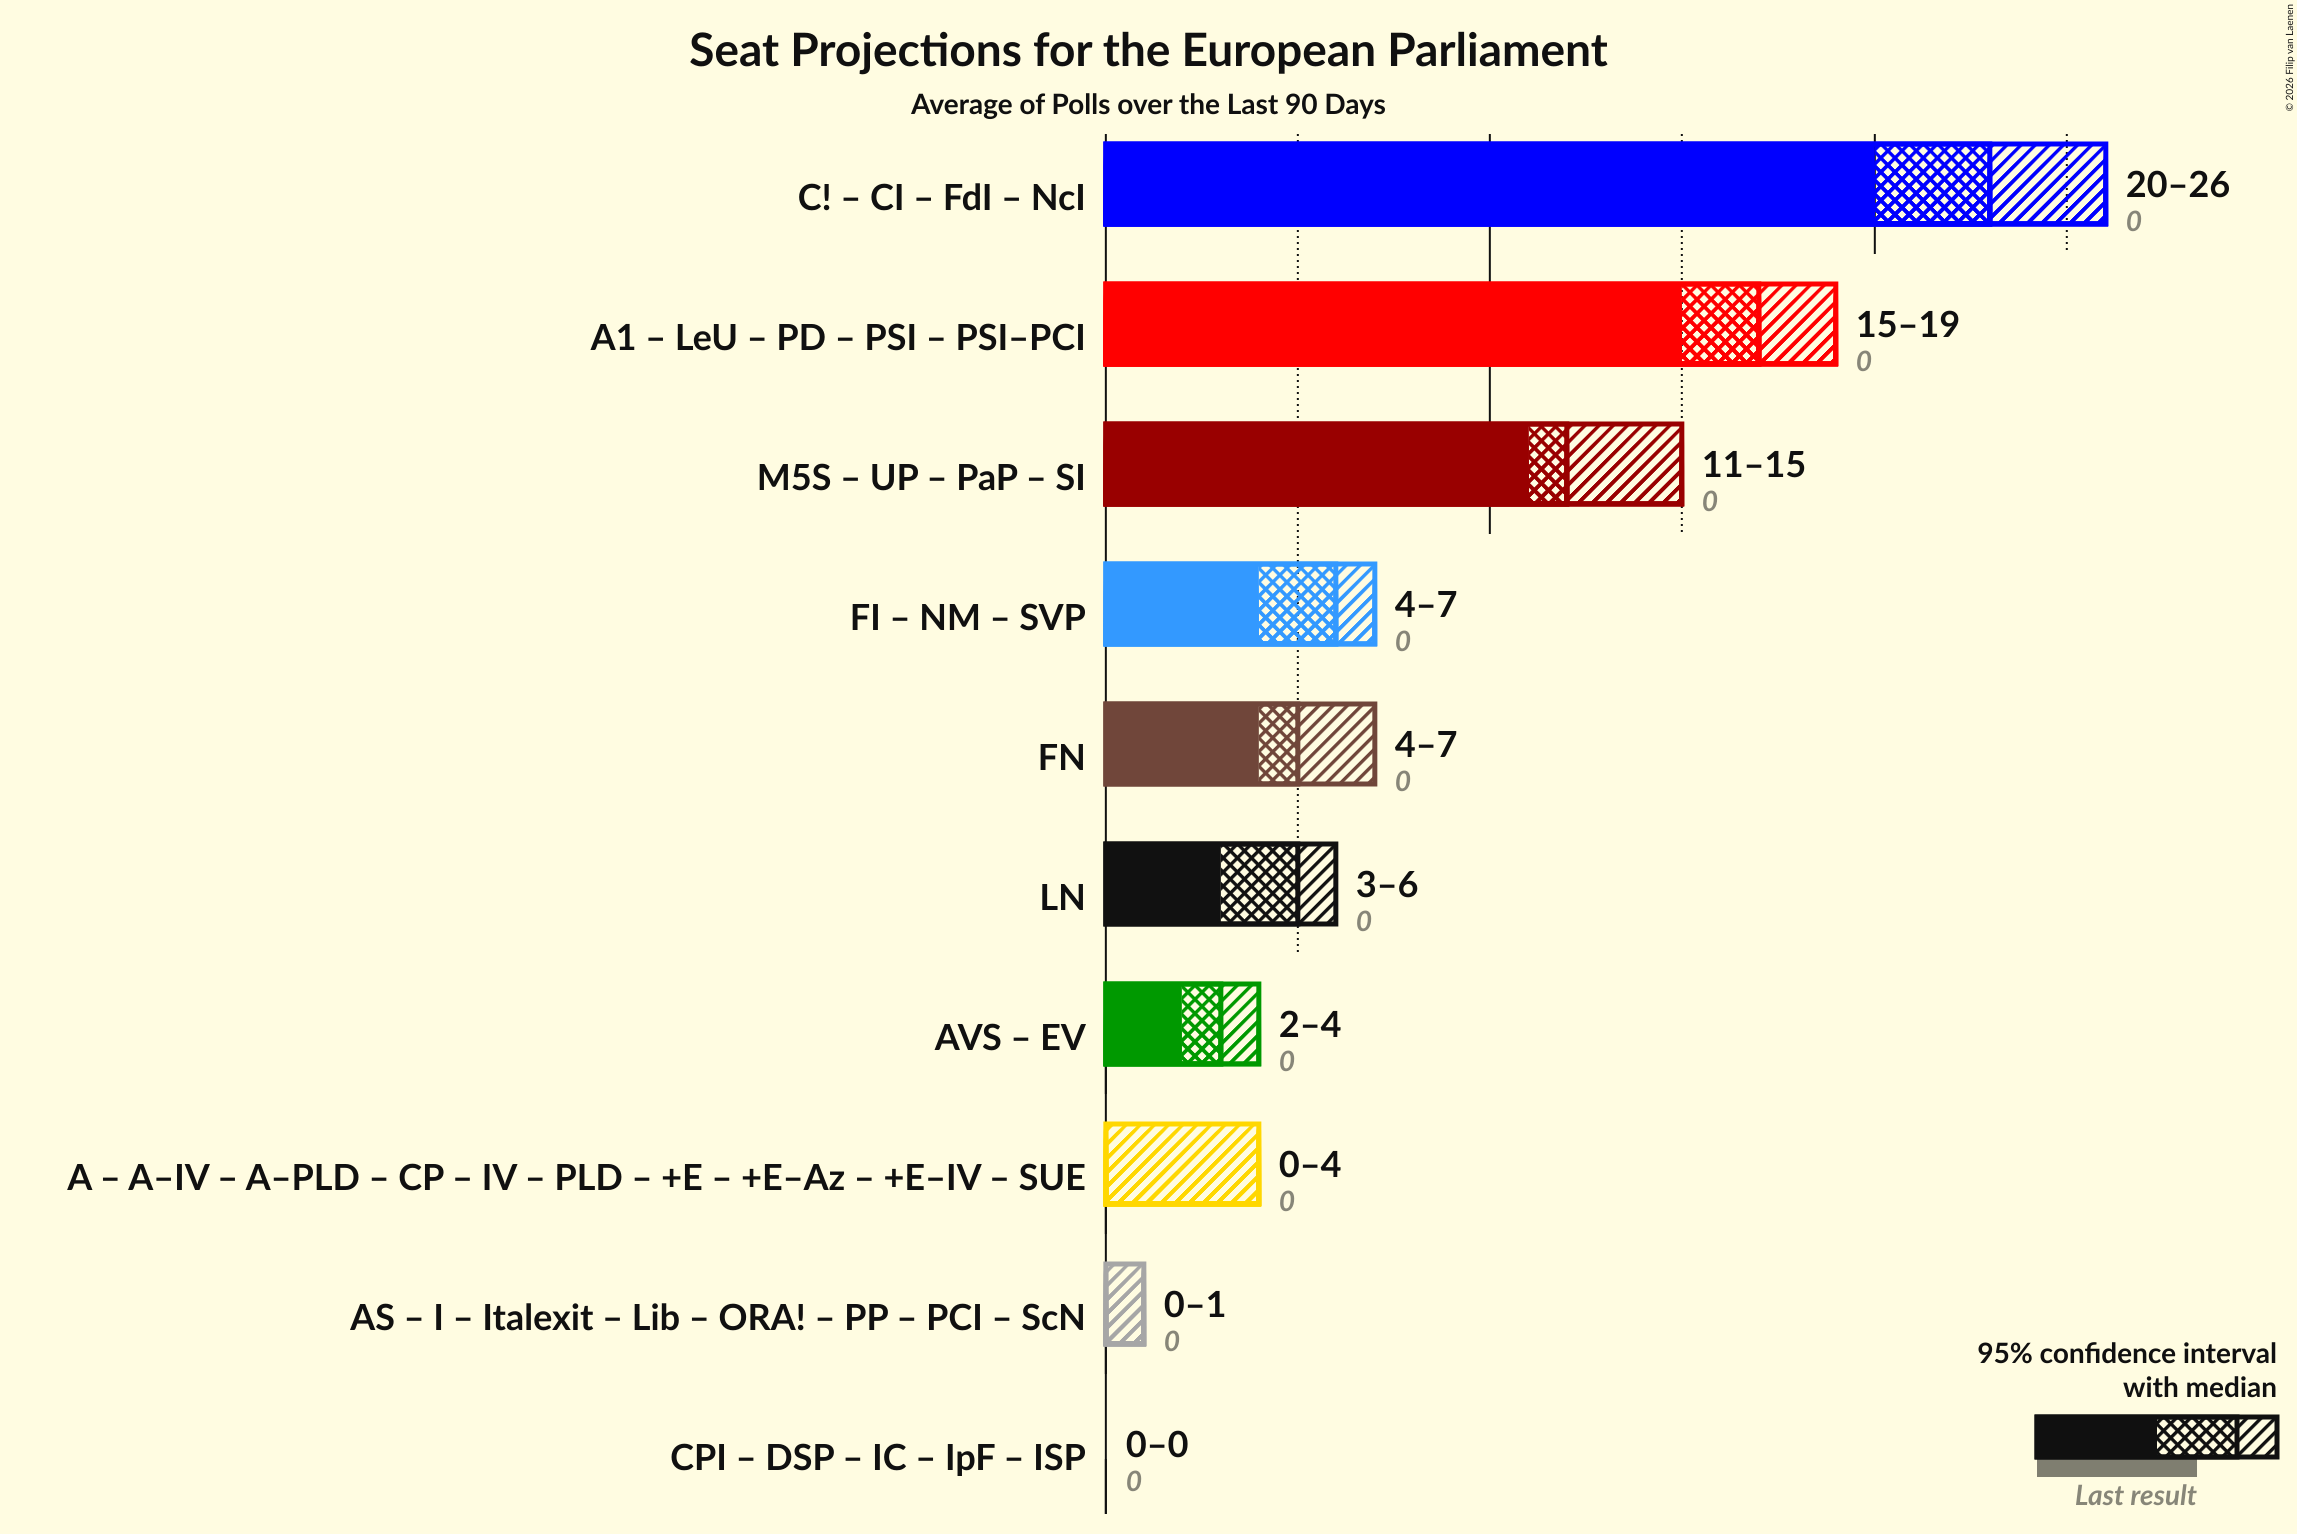 Seat Projections for the European Parliament
Average of Polls over the Last 90 Days
© 2026 Filip van Laenen
C! – CI – FdI – NcI
20–26
0
A1 – LeU – PD – PSI – PSI–PCI
15–19
0
M5S – UP – PaP – SI
11–15
0
FI – NM – SVP
4–7
0
FN
4–7
0
LN
3–6
0
AVS – EV
2–4
0
A – A–IV – A–PLD – CP – IV – PLD – +E – +E–Az – +E–IV – SUE
0–4
0
AS – I – Italexit – Lib – ORA! – PP – PCI – ScN
0–1
0
CPI – DSP – IC – IpF – ISP
0–0
0
95% confidence interval
with median
Last result